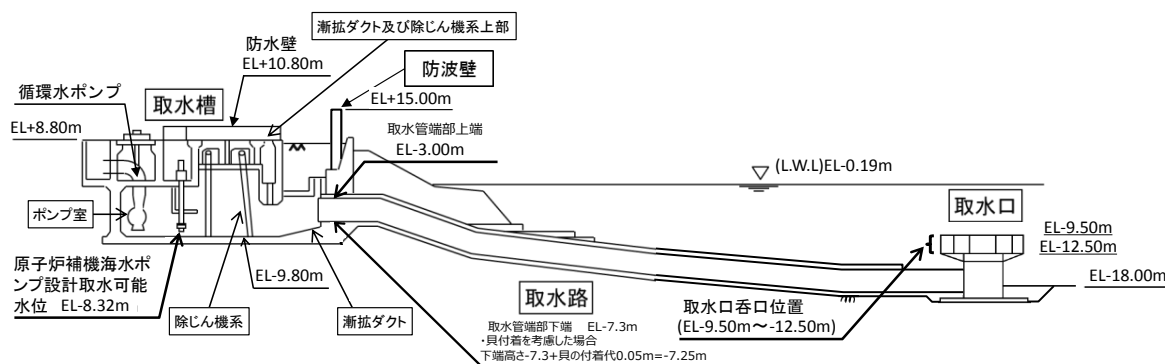 漸拡ダクト及び除じん機系上部
防水壁
EL+10.80m
防波壁
循環水ポンプ
取水槽
EL+15.00m
EL+8.80m
取水管端部上端
EL-3.00m
(L.W.L)EL-0.19m
取水口
ポンプ室
EL-9.50m
EL-12.50m
原子炉補機海水ポ
ンプ設計取水可能
水位 EL-8.32m
EL-9.80m
EL-18.00m
取水路
取水口呑口位置
(EL-9.50m~-12.50m)
除じん機系
漸拡ダクト
取水管端部下端 EL-7.3m
・貝付着を考慮した場合
下端高さ-7.3+貝の付着代0.05m=-7.25m